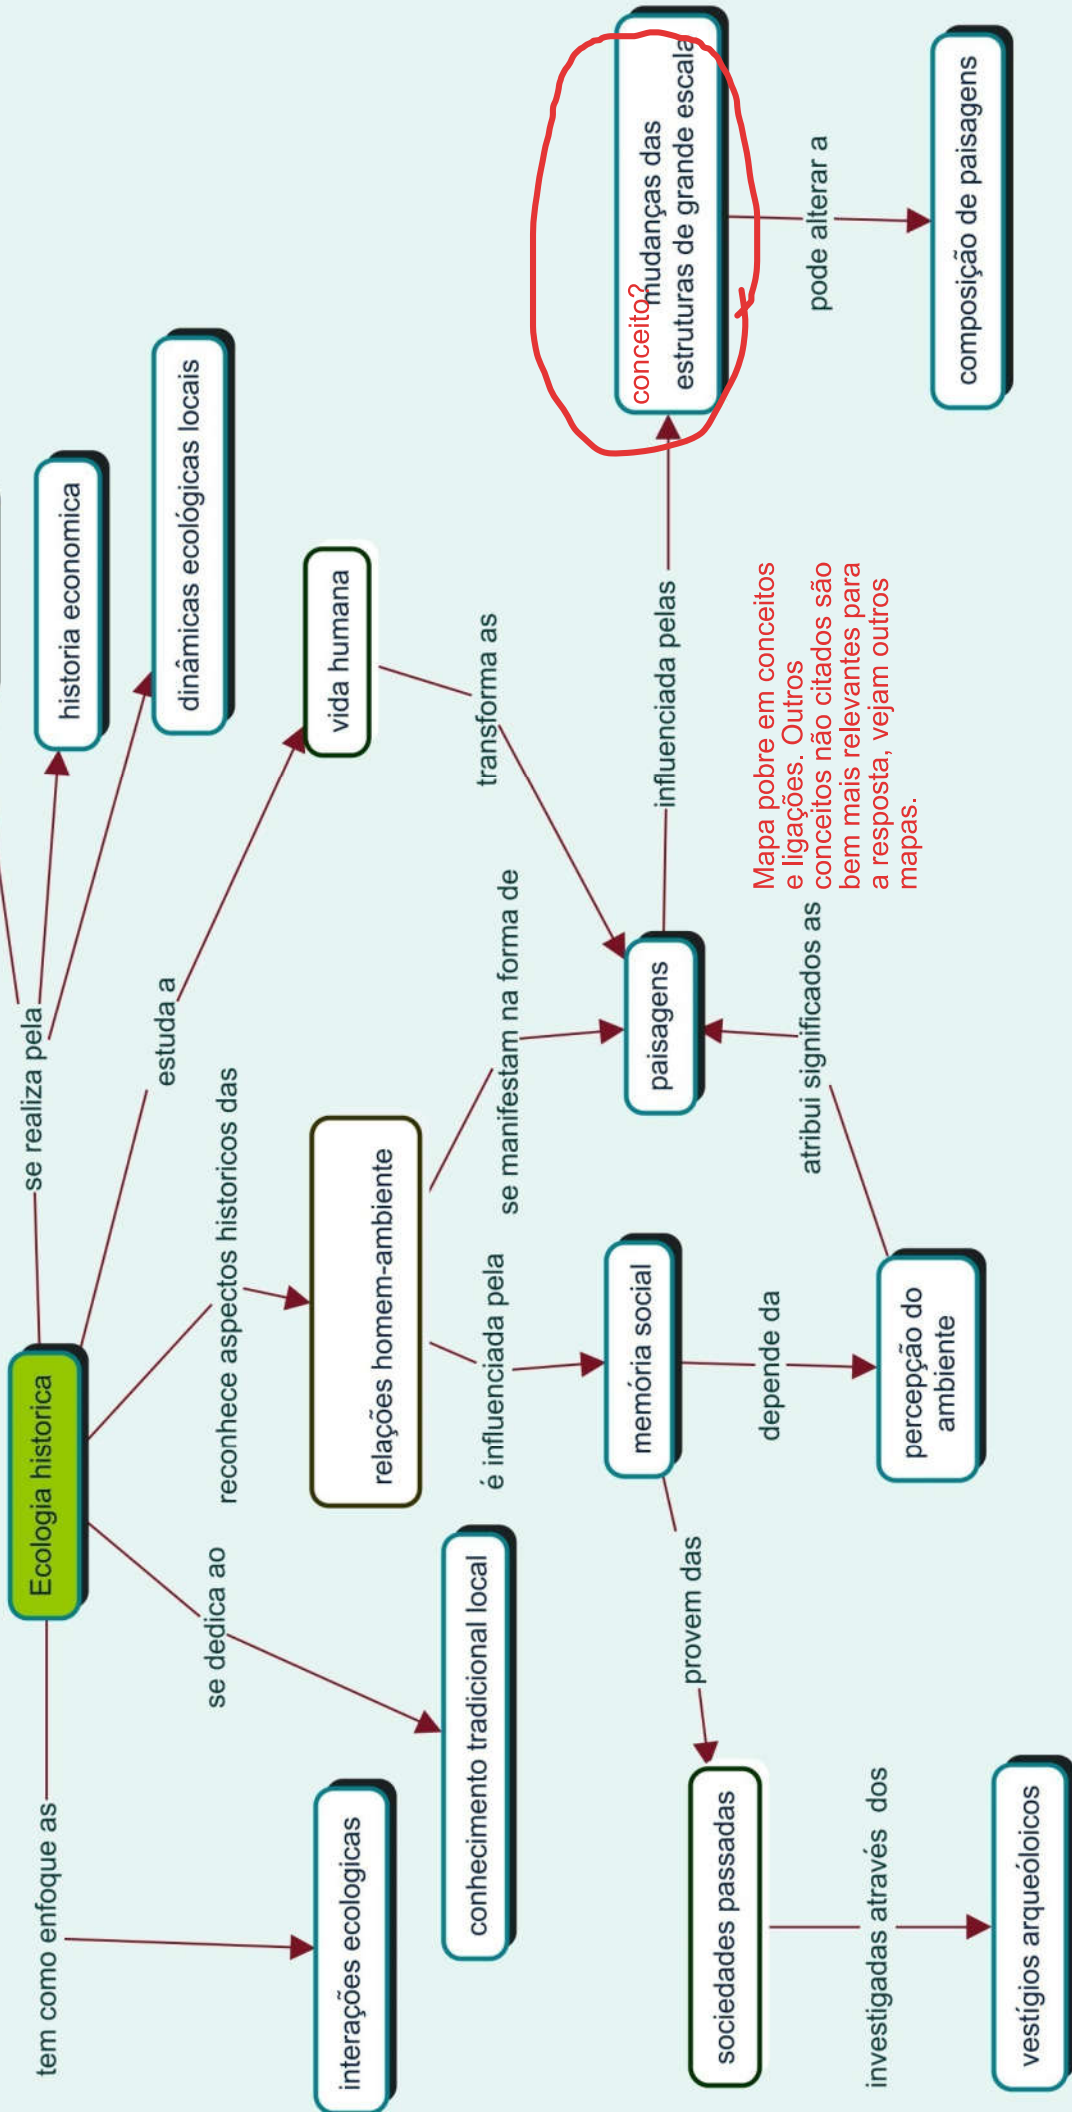 Ecologia historica
se realiza pela
historia economica
dinâmicas ecológicas locais
estuda a
vida humana
transforma as
reconhece aspectos historicos das
relações homem-ambiente
se manifestam na forma de
paisagens
influenciada pelas
conceito?
mudanças das
estruturas de grande escala
pode alterar a
composição de paisagens
é influenciada pela
memória social
depende da
percepção do
ambiente
atribui significados as
provem das
sociedades passadas
investigadas através  dos
vestígios arqueóloicos
se dedica ao
conhecimento tradicional local
tem como enfoque as
interações ecologicas
Mapa pobre em conceitos
e ligações. Outros
conceitos não citados são
bem mais relevantes para
a resposta, vejam outros
mapas.